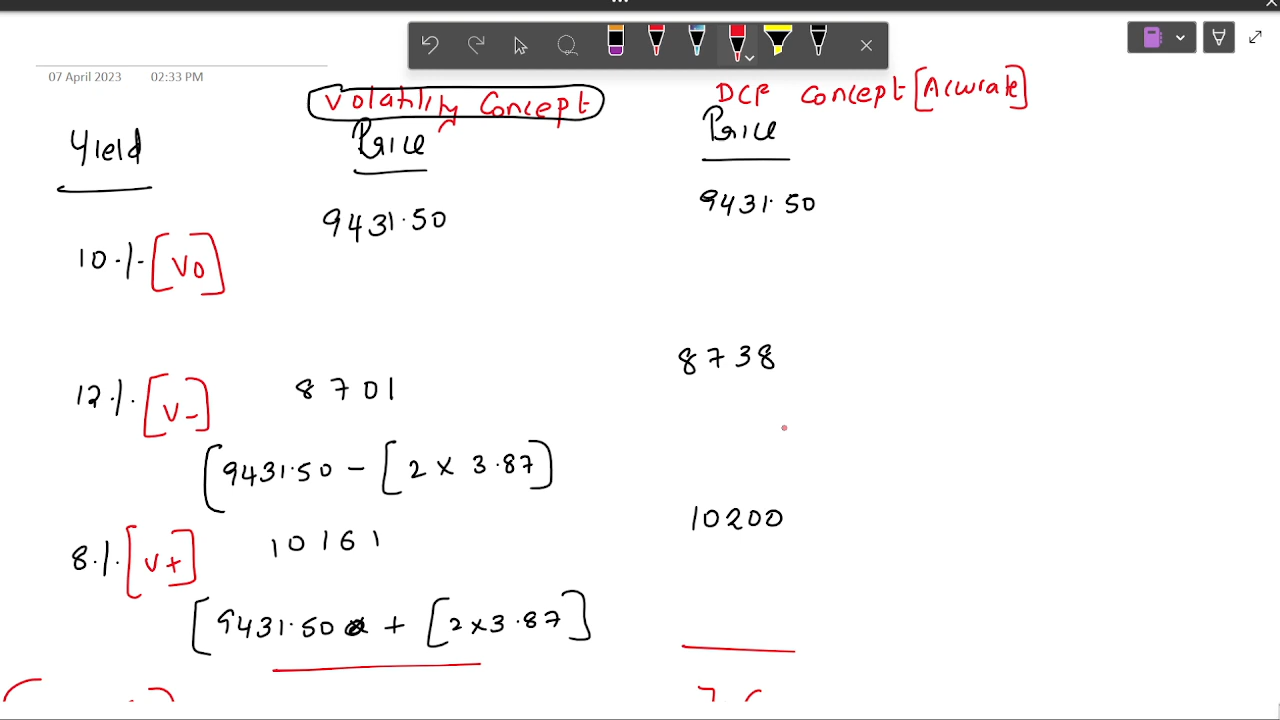 07 April 2023 02:33 PM
Volatility Concept
DCF Concept [Accurate]
Yield
Price
Price
9431.50
9431.50
10 % [V0]
8738
12 % [V-]
8701
[9431.50 - [2 x 3.87]
10200
8 % [V+]
10161
[9431.50 + [2 x 3.87]